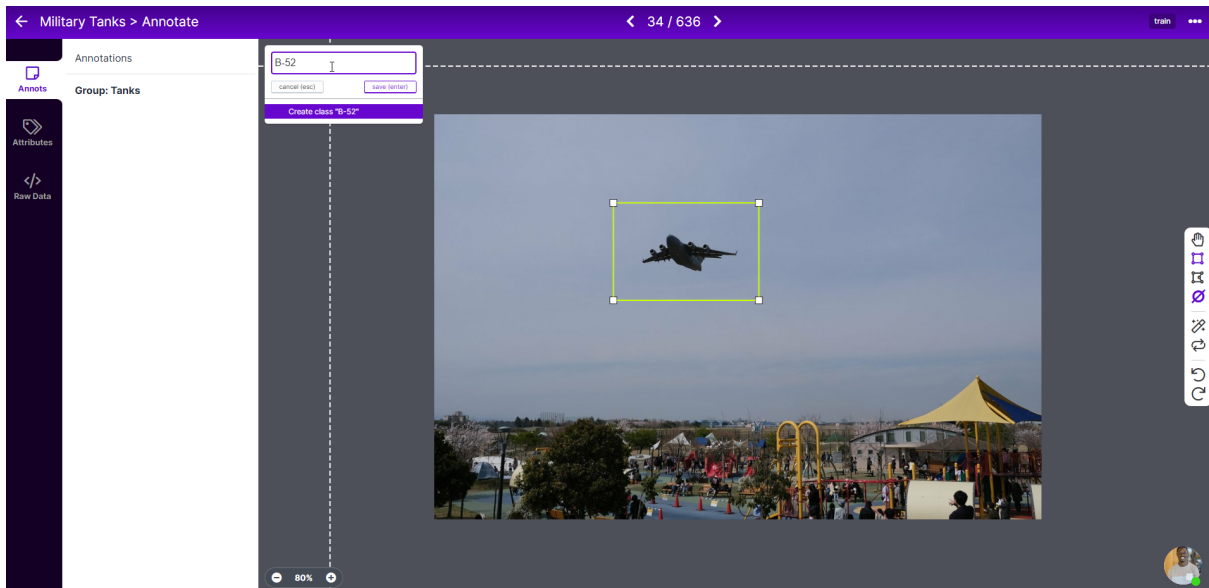 Military Tanks > Annotate
34 / 636
train
Annots
Attributes
Raw Data
Annotations
Group: Tanks
B-52
cancel (esc)
save (enter)
Create class "B-52"
80%